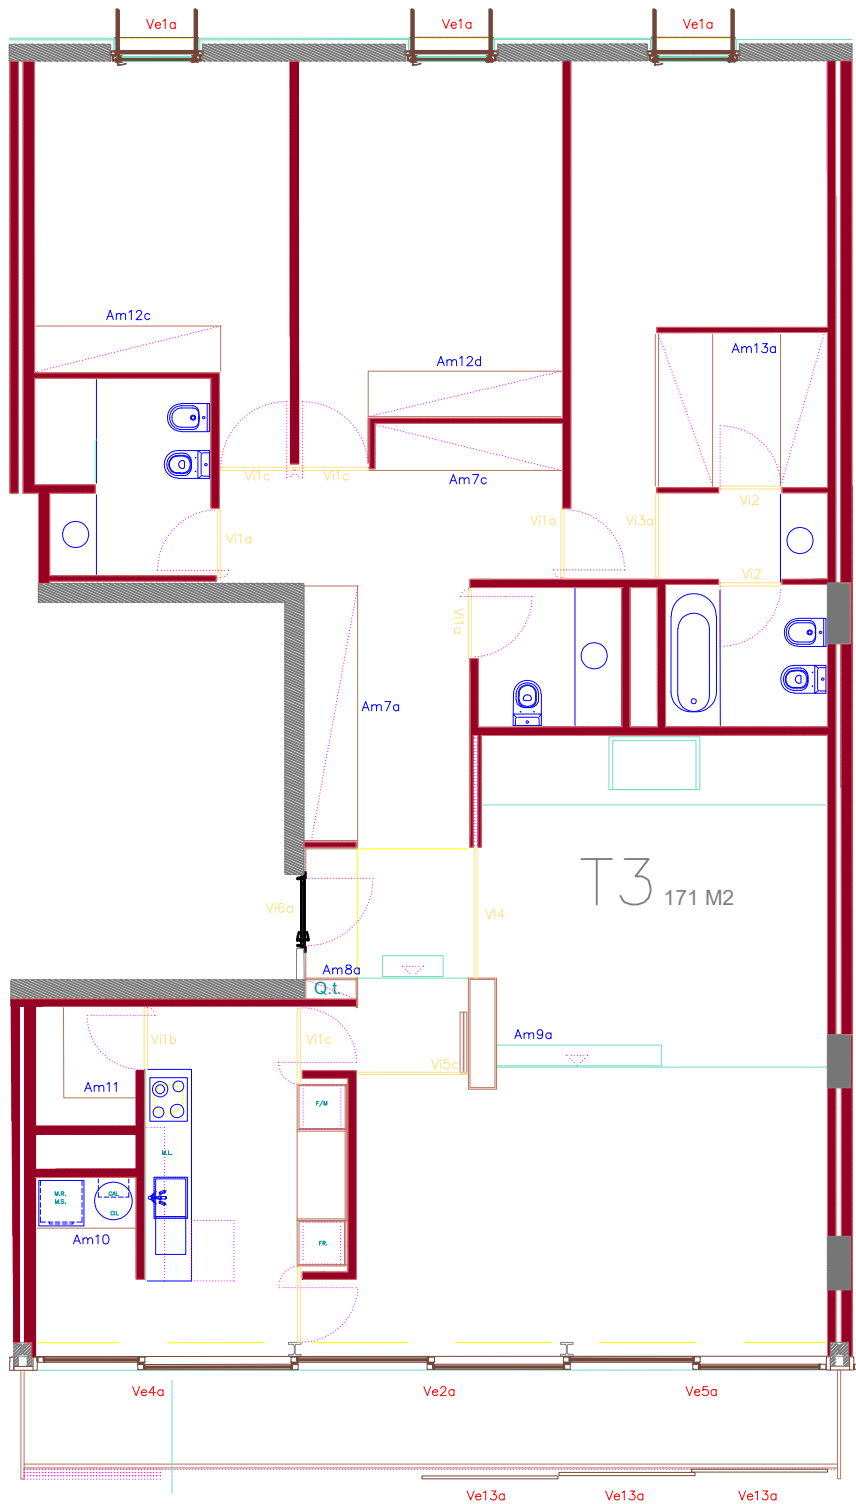 Ve1a Ve1a Ve1a
Am12c
Am12d
Am13a
Vi1c Vi1c
Am7c
Vi2
Vi1a Vi1a Vi3a
Vi2
Vi1a
Am7a
T3 171 M2
Vi6a
Vi4
Am8a
Q.t.
Am9a
Vi1b Vi1c
Vi5c
Am11
F/M
M.L.
M.R.
M.S.
CAL
CIL
Am10
FR.
Ve4a Ve2a Ve5a
Ve13a Ve13a Ve13a